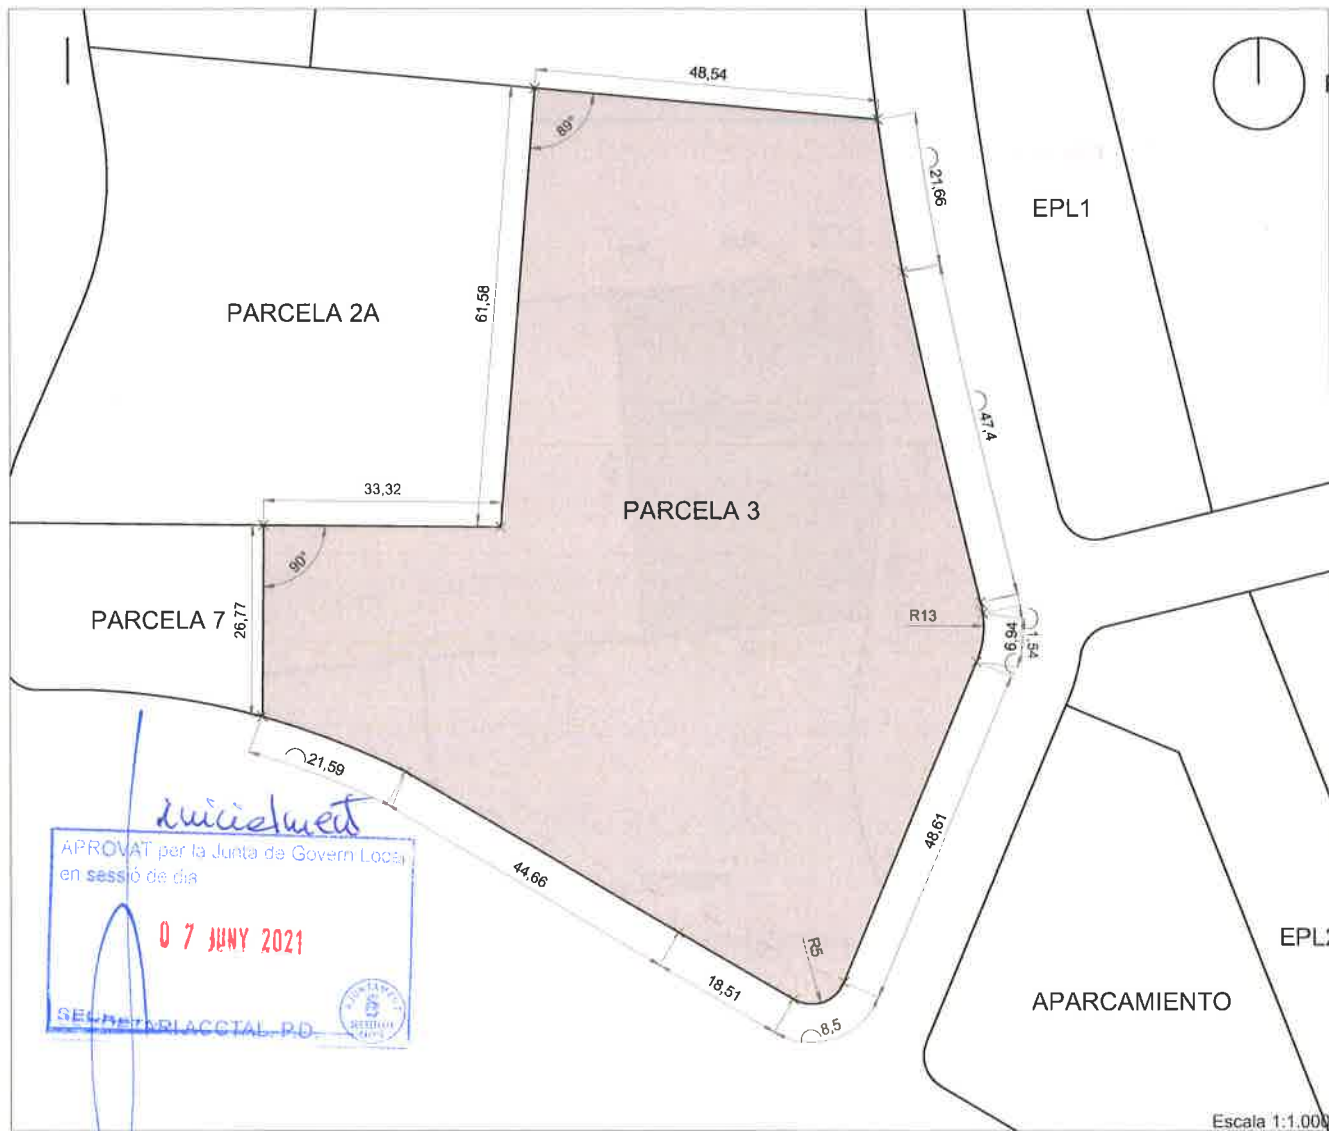 48,54
89°
21,66
EPL1
PARCELA 2A
61,58
47,4
33,32
PARCELA 3
90°
PARCELA 7
26,77
R13
6,94
1,54
21,59
48,61
inicialment
APROVAT per la Junta de Govern Local
en sessió de dia
44,66
0 7 JUNY 2021
R5
EPL2
18,51
APARCAMIENTO
SECRETARI ACCTAL. P.D.
AJUNTAMENT
8,5
Escala 1:1.000